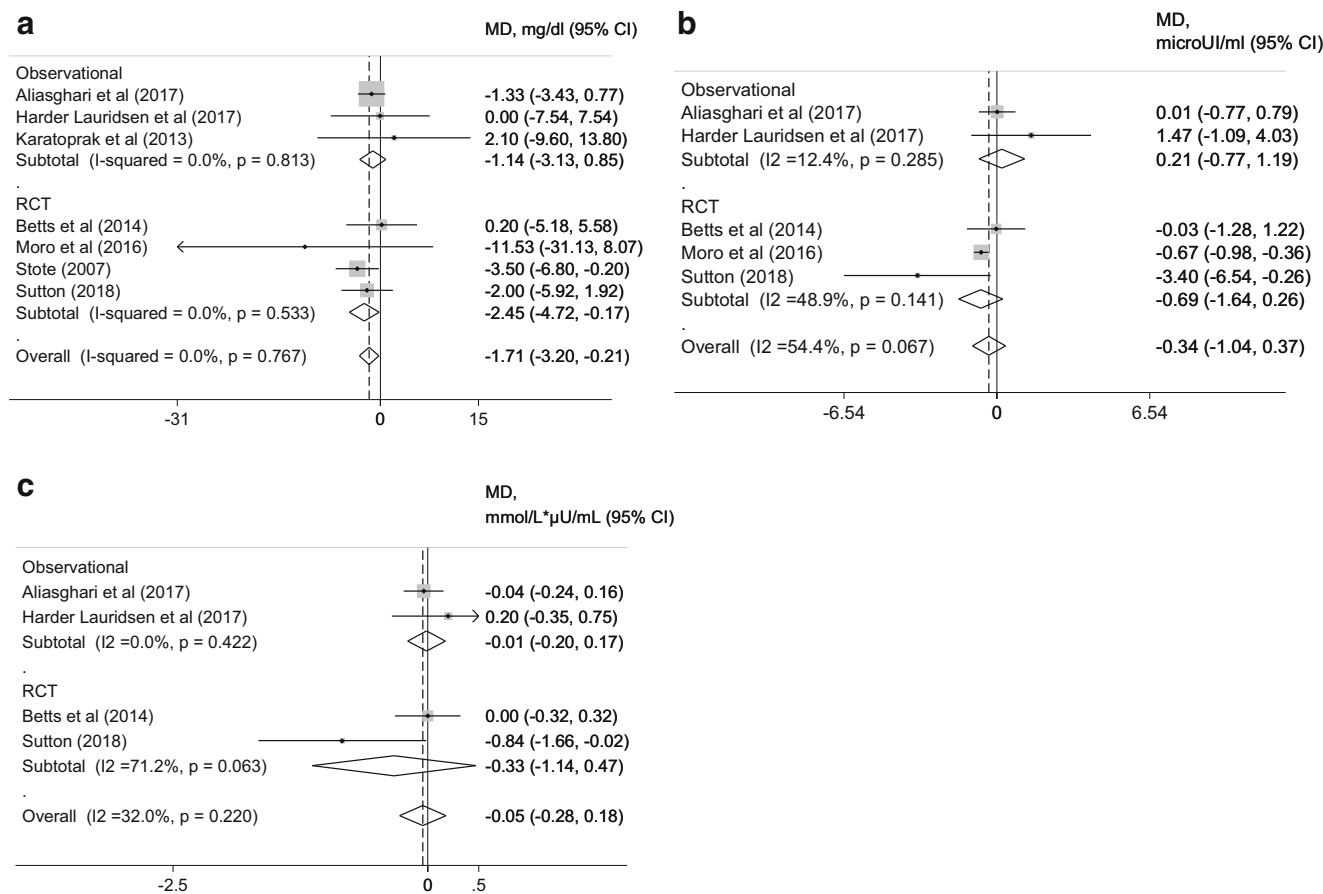 a
MD, mg/dl (95% CI)
Observational
Aliasghari et al (2017) -1.33 (-3.43, 0.77)
Harder Lauridsen et al (2017) 0.00 (-7.54, 7.54)
Karatoprak et al (2013) 2.10 (-9.60, 13.80)
Subtotal (I-squared = 0.0%, p = 0.813) -1.14 (-3.13, 0.85)
.
RCT
Betts et al (2014) 0.20 (-5.18, 5.58)
Moro et al (2016) -11.53 (-31.13, 8.07)
Stote (2007) -3.50 (-6.80, -0.20)
Sutton (2018) -2.00 (-5.92, 1.92)
Subtotal (I-squared = 0.0%, p = 0.533) -2.45 (-4.72, -0.17)
.
Overall (I-squared = 0.0%, p = 0.767) -1.71 (-3.20, -0.21)
-31 0 15
b
MD,
microUI/ml (95% CI)
Observational
Aliasghari et al (2017) 0.01 (-0.77, 0.79)
Harder Lauridsen et al (2017) 1.47 (-1.09, 4.03)
Subtotal (I2 =12.4%, p = 0.285) 0.21 (-0.77, 1.19)
.
RCT
Betts et al (2014) -0.03 (-1.28, 1.22)
Moro et al (2016) -0.67 (-0.98, -0.36)
Sutton (2018) -3.40 (-6.54, -0.26)
Subtotal (I2 =48.9%, p = 0.141) -0.69 (-1.64, 0.26)
.
Overall (I2 =54.4%, p = 0.067) -0.34 (-1.04, 0.37)
-6.54 0 6.54
c
MD,
mmol/L*µU/mL (95% CI)
Observational
Aliasghari et al (2017) -0.04 (-0.24, 0.16)
Harder Lauridsen et al (2017) 0.20 (-0.35, 0.75)
Subtotal (I2 =0.0%, p = 0.422) -0.01 (-0.20, 0.17)
.
RCT
Betts et al (2014) 0.00 (-0.32, 0.32)
Sutton (2018) -0.84 (-1.66, -0.02)
Subtotal (I2 =71.2%, p = 0.063) -0.33 (-1.14, 0.47)
.
Overall (I2 =32.0%, p = 0.220) -0.05 (-0.28, 0.18)
-2.5 0 .5